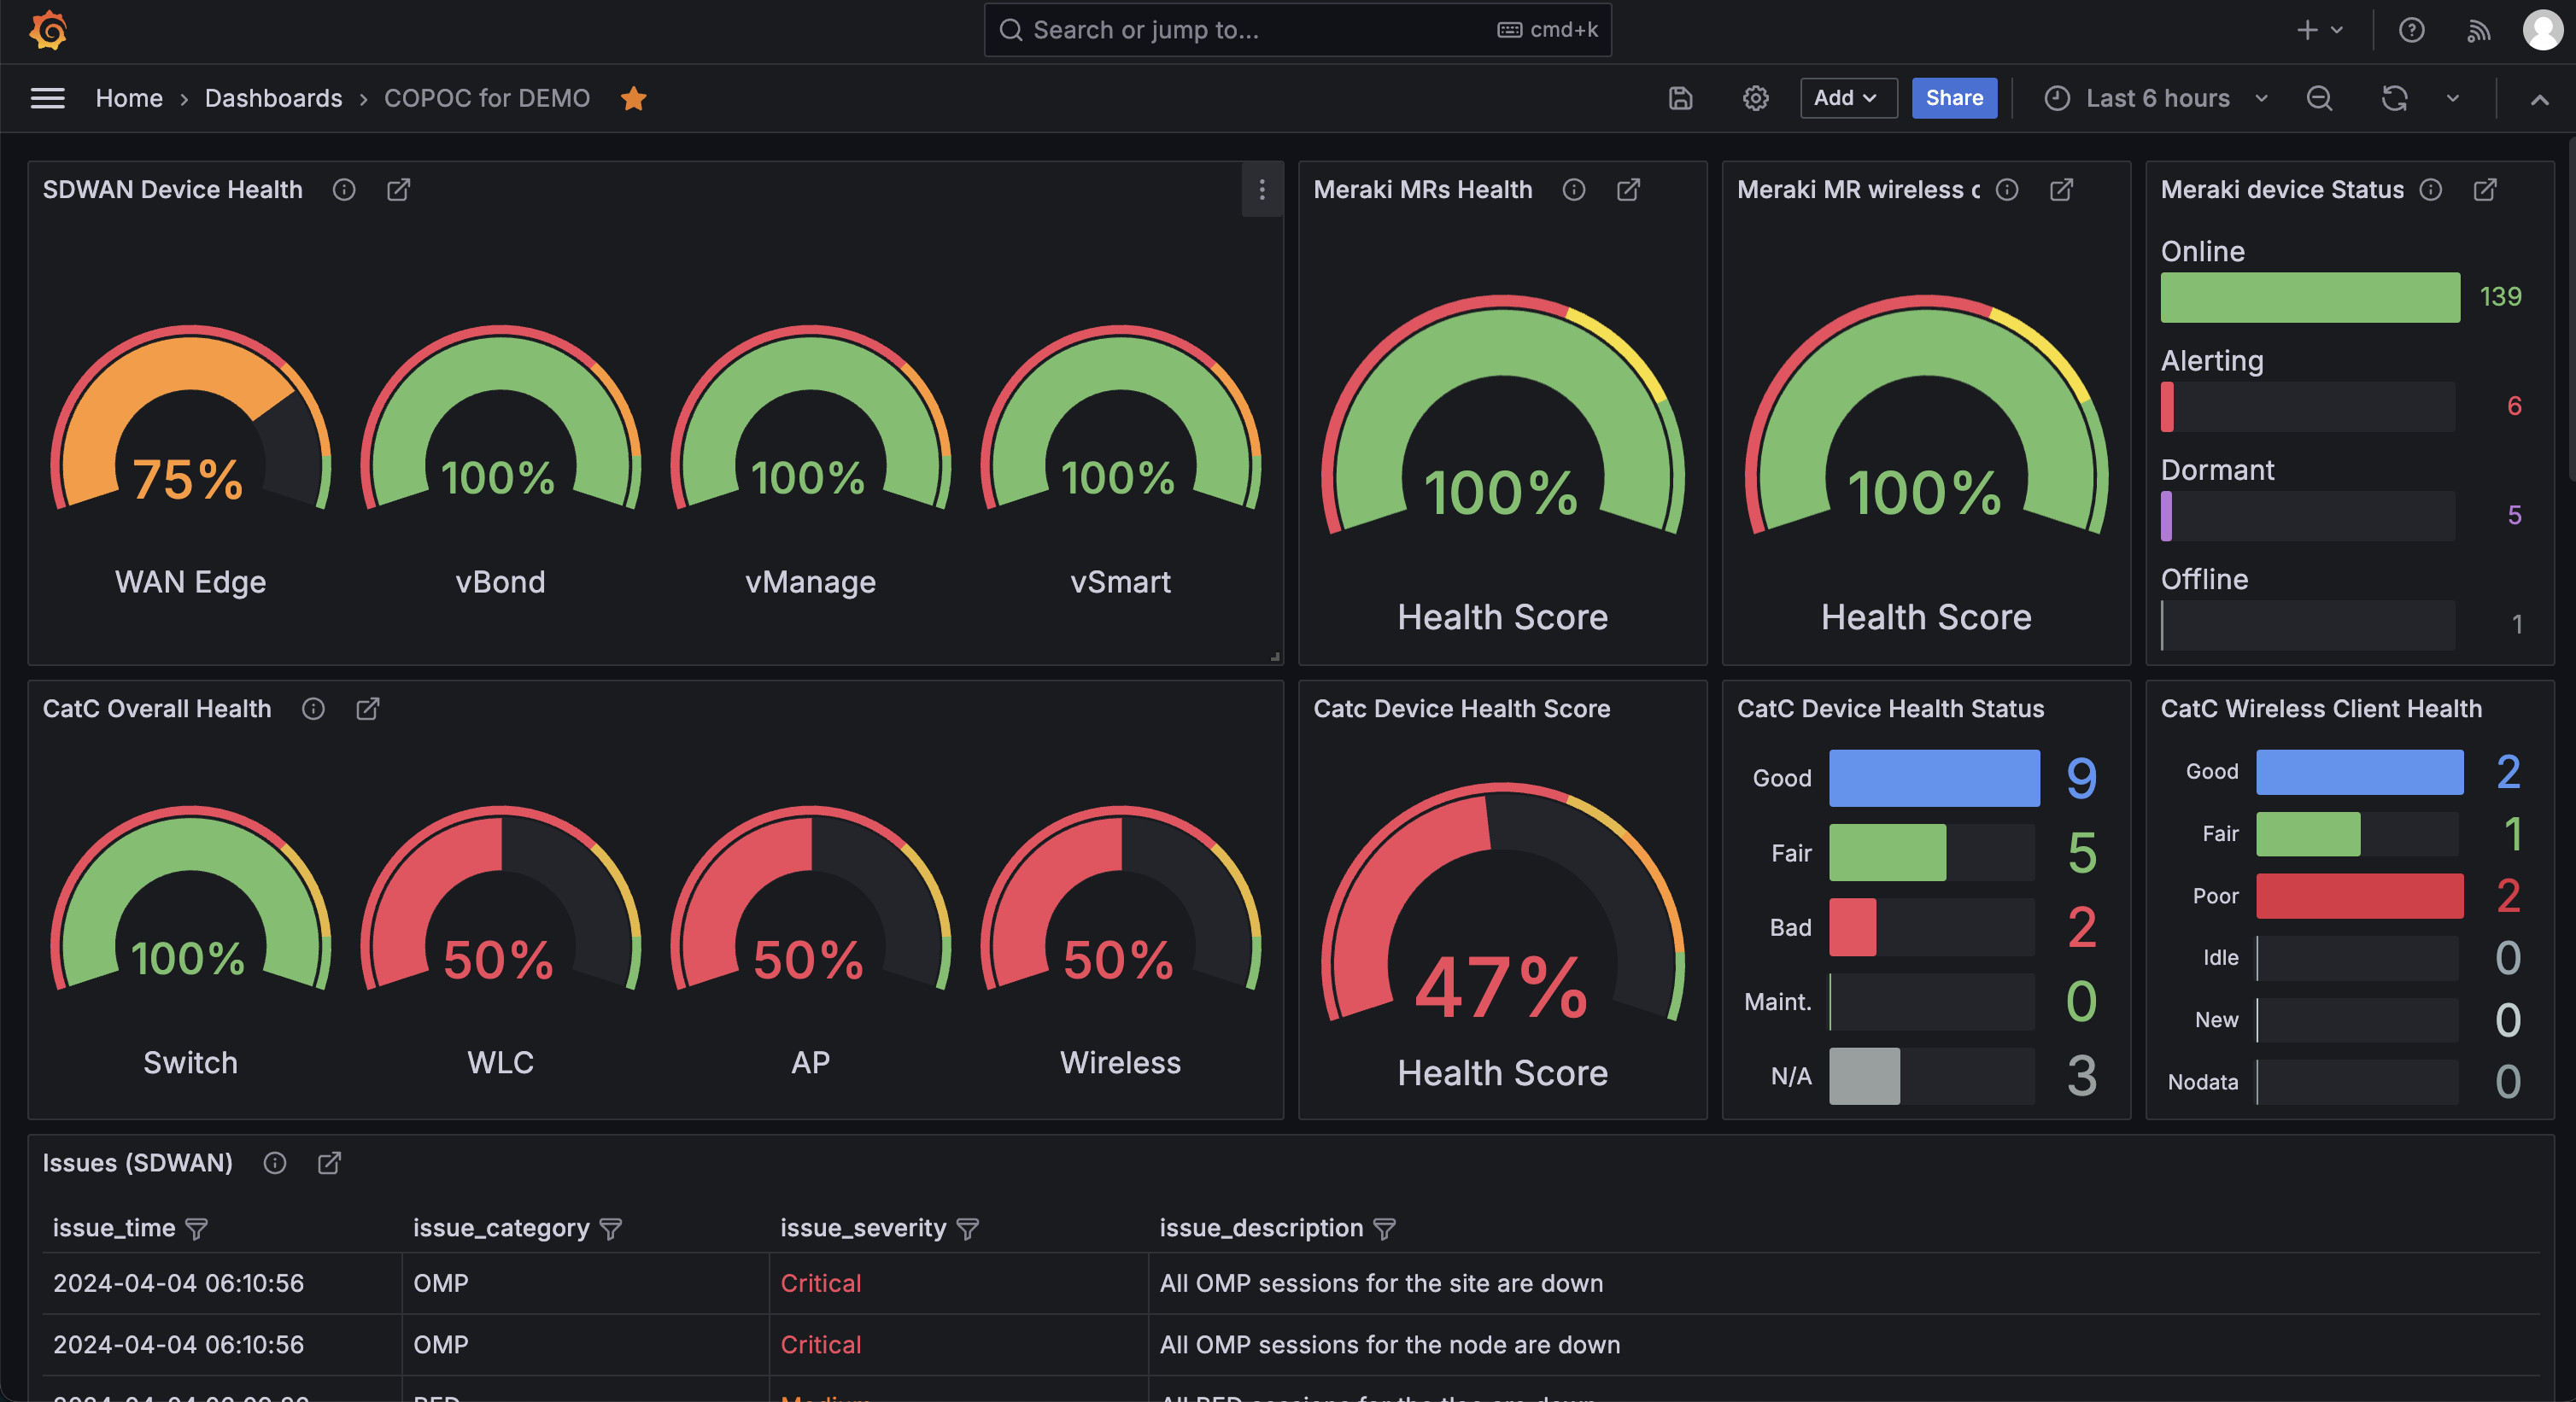 Search or jump to...
cmd+k
Home › Dashboards › COPOC for DEMO
Add
Share
Last 6 hours
SDWAN Device Health
75%
100%
100%
100%
WAN Edge
vBond
vManage
vSmart
Meraki MRs Health
100%
Health Score
Meraki MR wireless c
100%
Health Score
Meraki device Status
Online
139
Alerting
6
Dormant
5
Offline
1
CatC Overall Health
100%
50%
50%
50%
Switch
WLC
AP
Wireless
Catc Device Health Score
47%
Health Score
CatC Device Health Status
Good 9
Fair 5
Bad 2
Maint. 0
N/A 3
CatC Wireless Client Health
Good 2
Fair 1
Poor 2
Idle 0
New 0
Nodata 0
Issues (SDWAN)
issue_time issue_category issue_severity issue_description
2024-04-04 06:10:56 OMP Critical All OMP sessions for the site are down
2024-04-04 06:10:56 OMP Critical All OMP sessions for the node are down